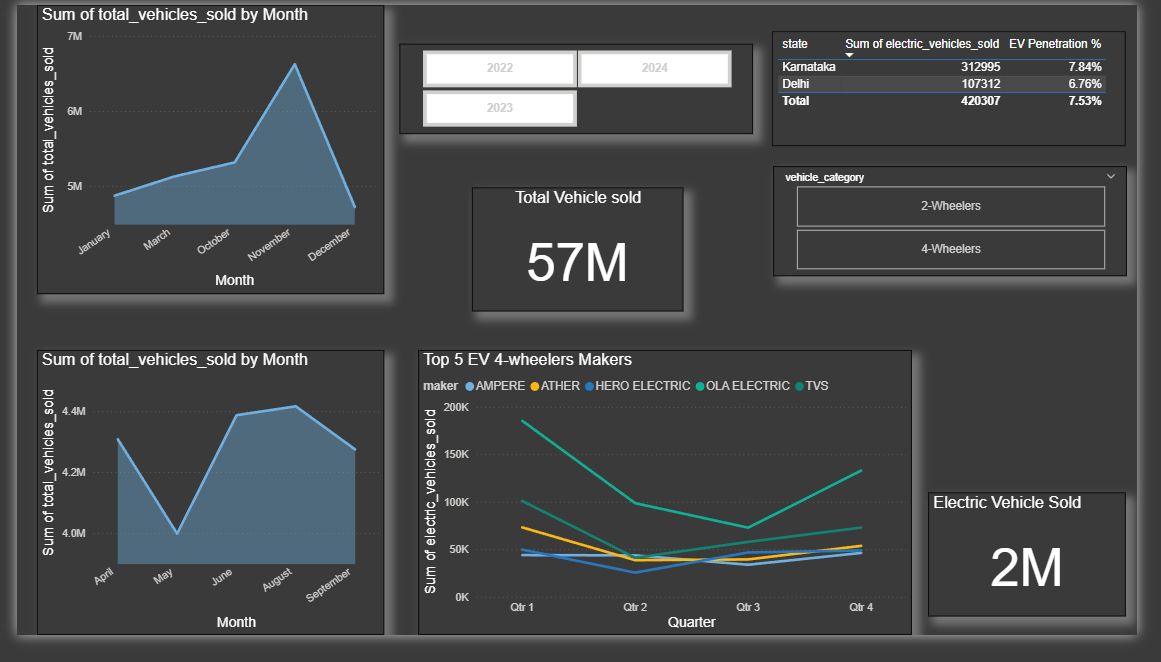 Sum of total_vehicles_sold by Month
Sum of total_vehicles_sold
7M
6M
5M
January
March
October
November
December
Month
2022
2024
2023
state Sum of electric_vehicles_sold EV Penetration %
Karnataka 312995 7.84%
Delhi 107312 6.76%
Total 420307 7.53%
Total Vehicle sold
57M
vehicle_category
2-Wheelers
4-Wheelers
Sum of total_vehicles_sold by Month
Sum of total_vehicles_sold
4.4M
4.2M
4.0M
April
May
June
August
September
Month
Top 5 EV 4-wheelers Makers
maker AMPERE ATHER HERO ELECTRIC OLA ELECTRIC TVS
Sum of electric_vehicles_sold
200K
150K
100K
50K
0K
Qtr 1 Qtr 2 Qtr 3 Qtr 4
Quarter
Electric Vehicle Sold
2M